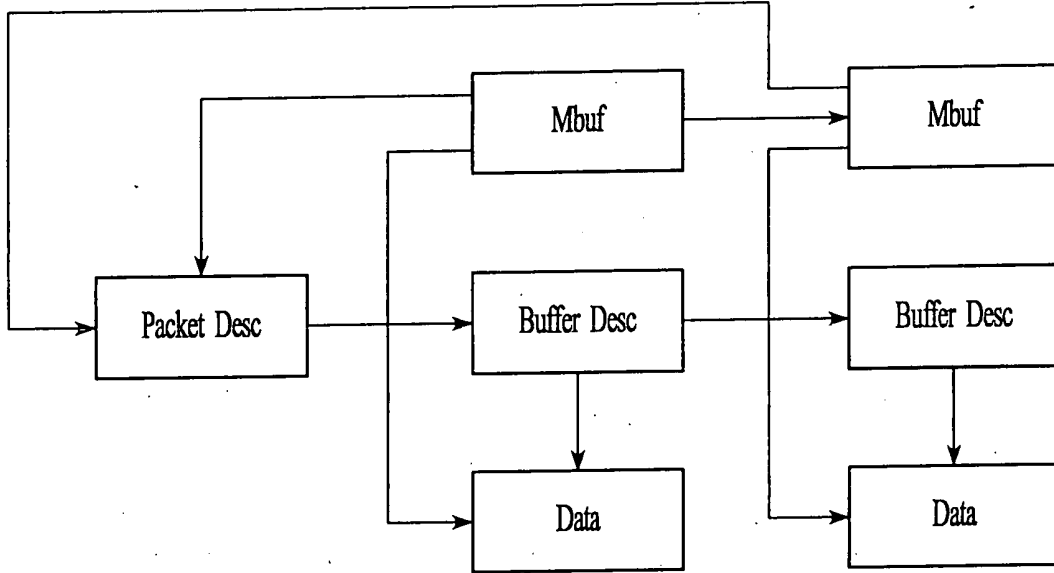 Mbuf
Mbuf
Packet Desc
Buffer Desc
Buffer Desc
Data
Data